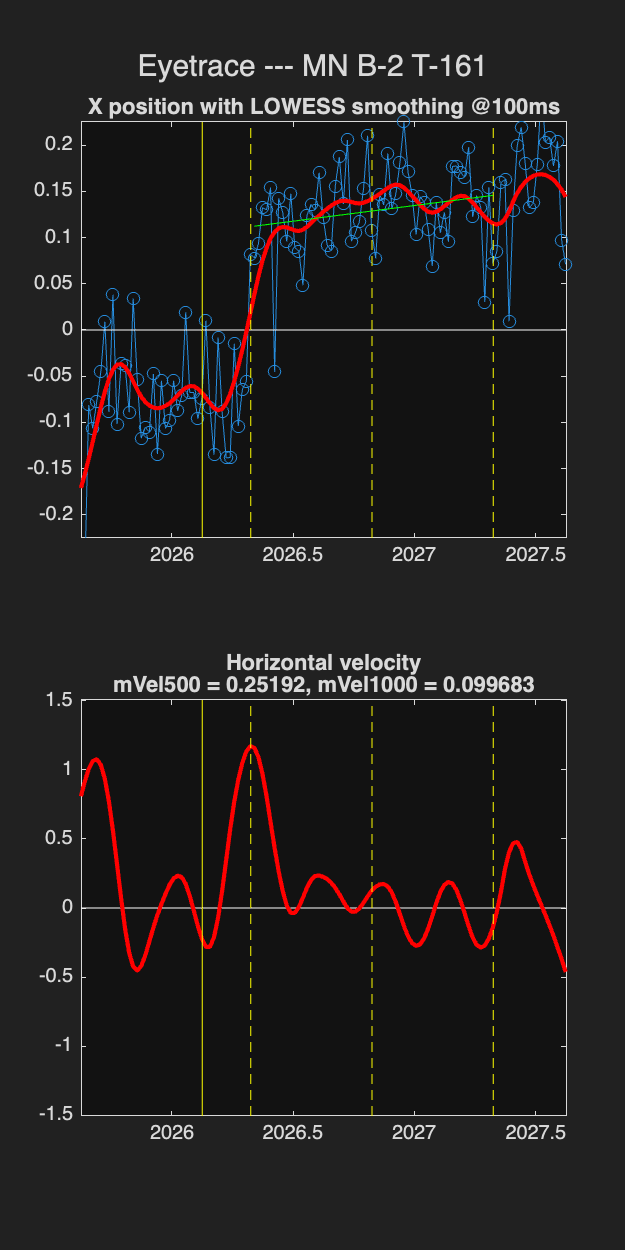 Eyetrace --- MN B-2 T-161
X position with LOWESS smoothing @100ms
0.2
0.15
0.1
0.05
0
-0.05
-0.1
-0.15
-0.2
2026 2026.5 2027 2027.5
Horizontal velocity
mVel500 = 0.25192, mVel1000 = 0.099683
1.5
1
0.5
0
-0.5
-1
-1.5
2026 2026.5 2027 2027.5